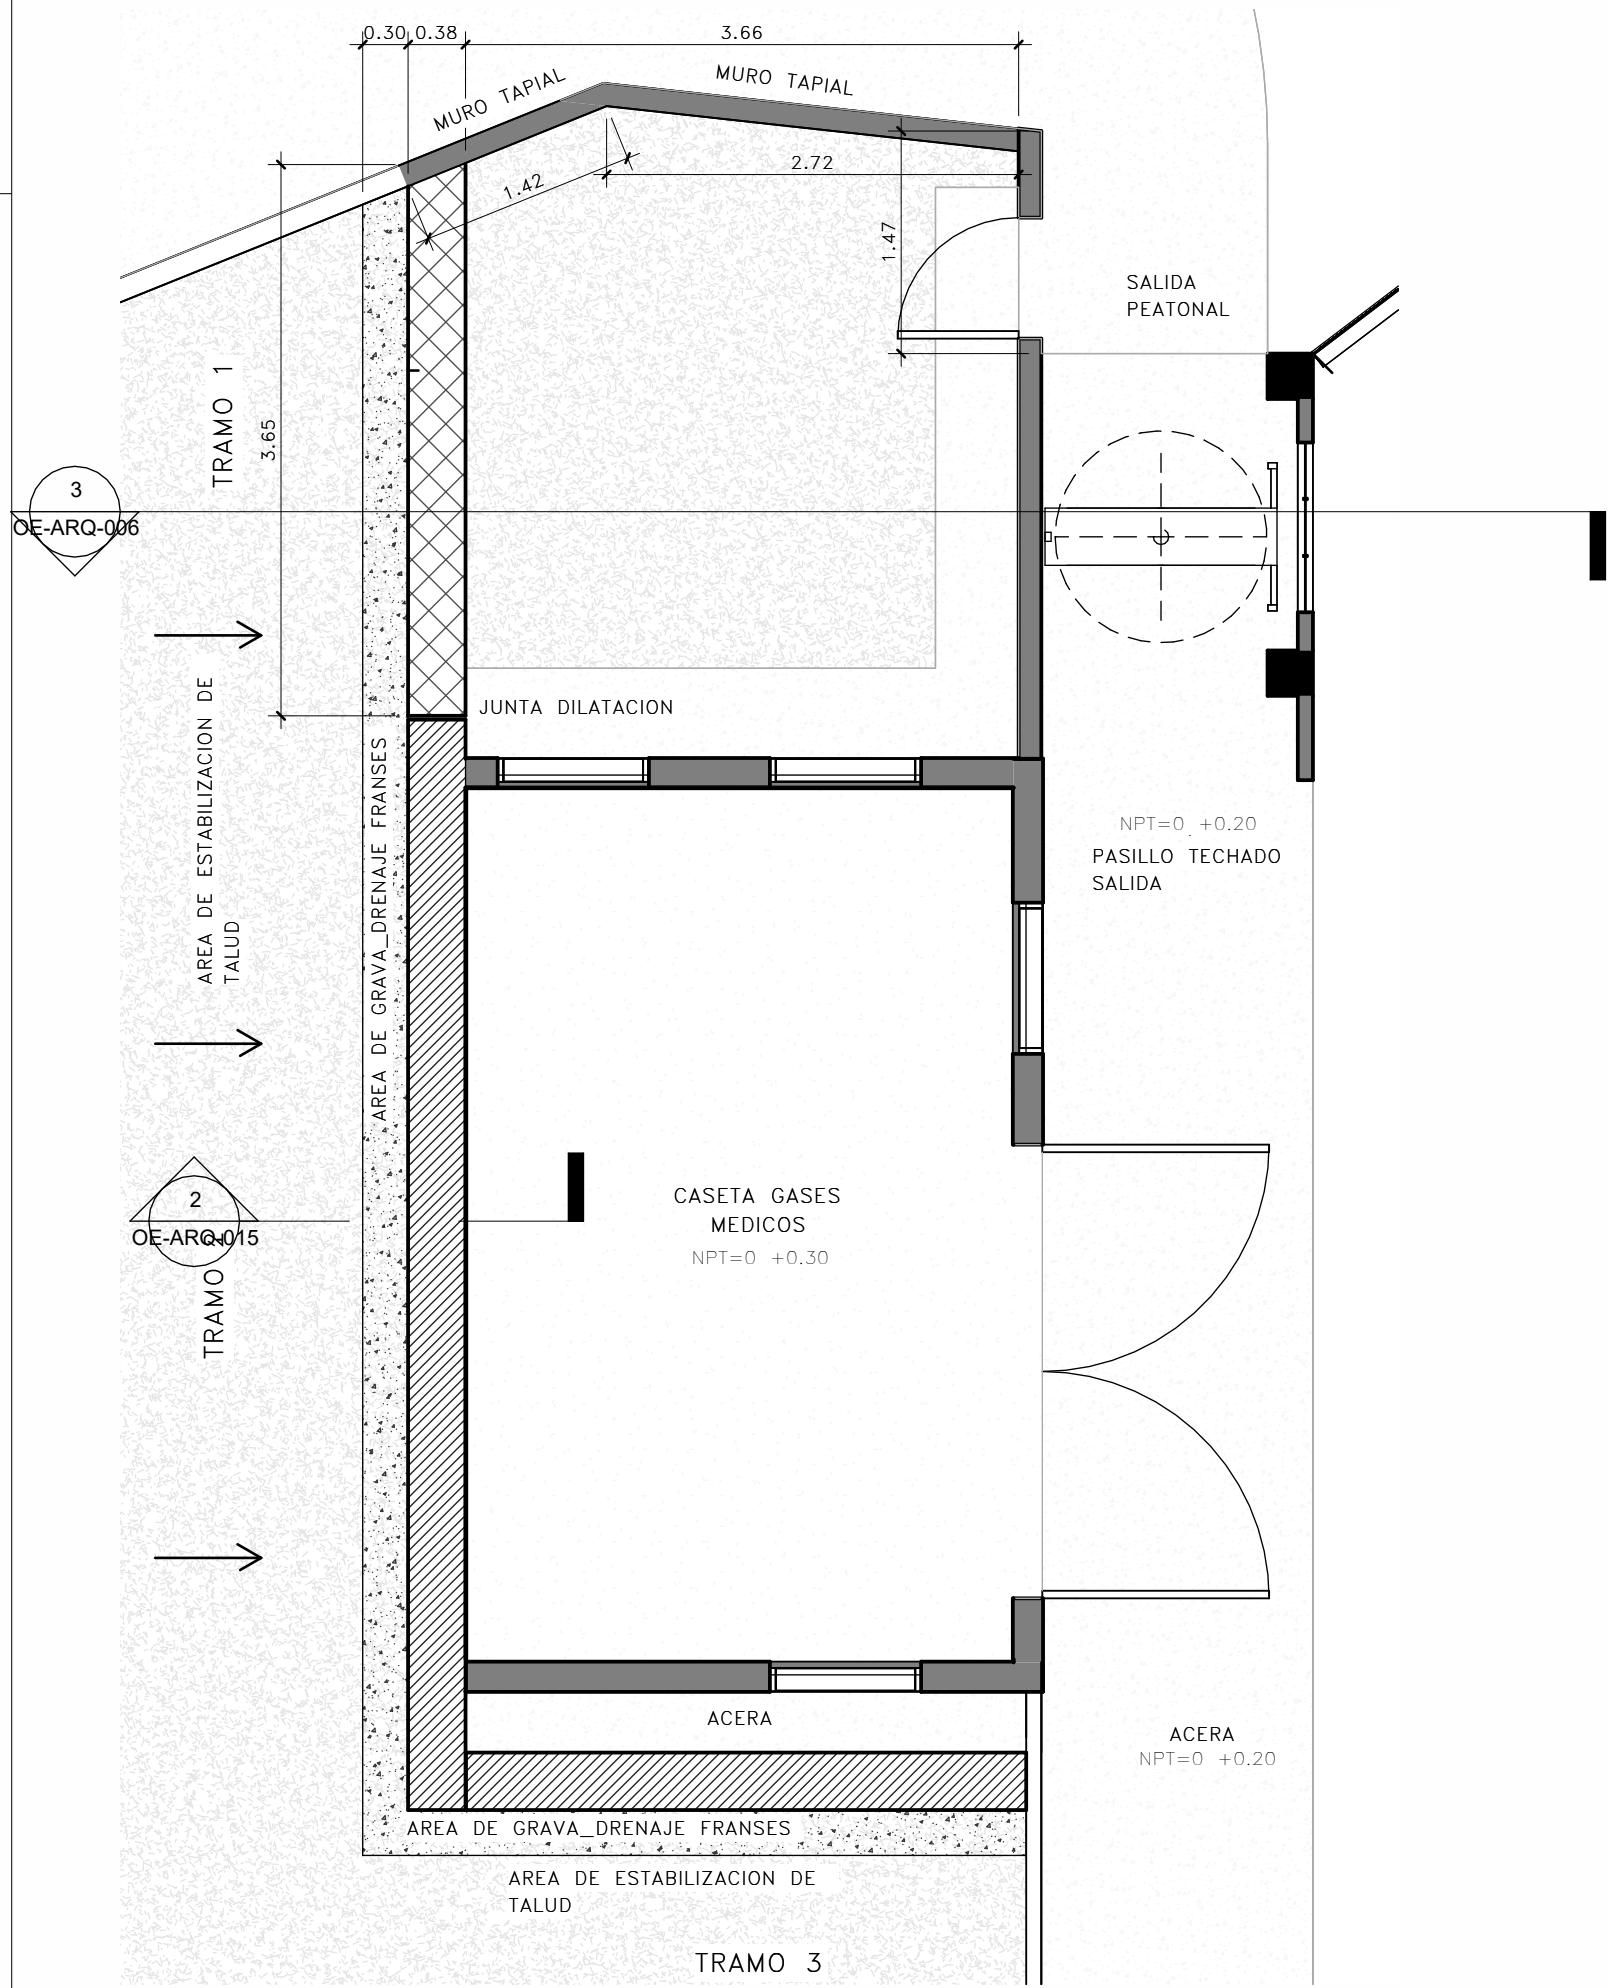 0.30
0.38
3.66
MURO TAPIAL
MURO TAPIAL
2.72
1.42
1.47
SALIDA
PEATONAL
TRAMO 1
3.65
3
OE-ARQ-006
AREA DE ESTABILIZACION DE
TALUD
JUNTA DILATACION
AREA DE GRAVA_DRENAJE FRANSES
NPT=0 +0.20
PASILLO TECHADO
SALIDA
2
OE-ARQ-015
TRAMO 2
CASETA GASES
MEDICOS
NPT=0 +0.30
ACERA
ACERA
NPT=0 +0.20
AREA DE GRAVA_DRENAJE FRANSES
AREA DE ESTABILIZACION DE
TALUD
TRAMO 3